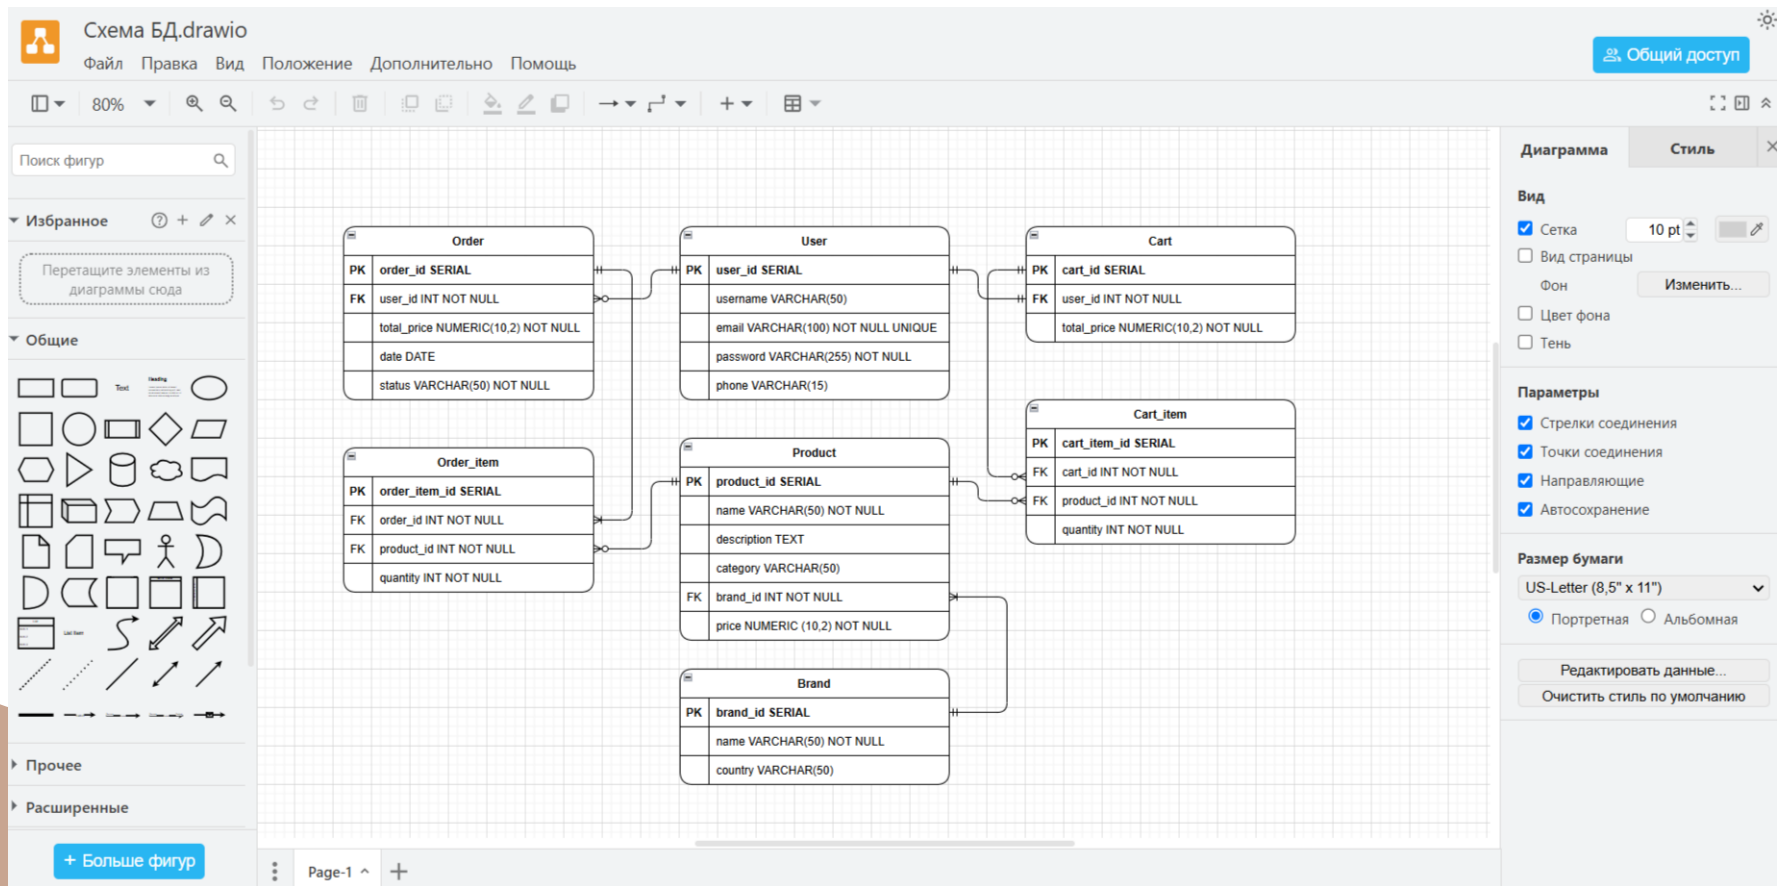 Схема БД.drawio
Файл Правка Вид Положение Дополнительно Помощь
Общий доступ
80%
Поиск фигур
Избранное
Перетащите элементы из
диаграммы сюда
Общие
Text
Heading
List Item
Прочее
Расширенные
+ Больше фигур
Order
PK order_id SERIAL
FK user_id INT NOT NULL
total_price NUMERIC(10,2) NOT NULL
date DATE
status VARCHAR(50) NOT NULL
Order_item
PK order_item_id SERIAL
FK order_id INT NOT NULL
FK product_id INT NOT NULL
quantity INT NOT NULL
User
PK user_id SERIAL
username VARCHAR(50)
email VARCHAR(100) NOT NULL UNIQUE
password VARCHAR(255) NOT NULL
phone VARCHAR(15)
Product
PK product_id SERIAL
name VARCHAR(50) NOT NULL
description TEXT
category VARCHAR(50)
FK brand_id INT NOT NULL
price NUMERIC (10,2) NOT NULL
Brand
PK brand_id SERIAL
name VARCHAR(50) NOT NULL
country VARCHAR(50)
Cart
PK cart_id SERIAL
FK user_id INT NOT NULL
total_price NUMERIC(10,2) NOT NULL
Cart_item
PK cart_item_id SERIAL
FK cart_id INT NOT NULL
FK product_id INT NOT NULL
quantity INT NOT NULL
Page-1
Диаграмма Стиль
Вид
Сетка 10 pt
Вид страницы
Фон Изменить...
Цвет фона
Тень
Параметры
Стрелки соединения
Точки соединения
Направляющие
Автосохранение
Размер бумаги
US-Letter (8,5" x 11")
Портретная Альбомная
Редактировать данные...
Очистить стиль по умолчанию